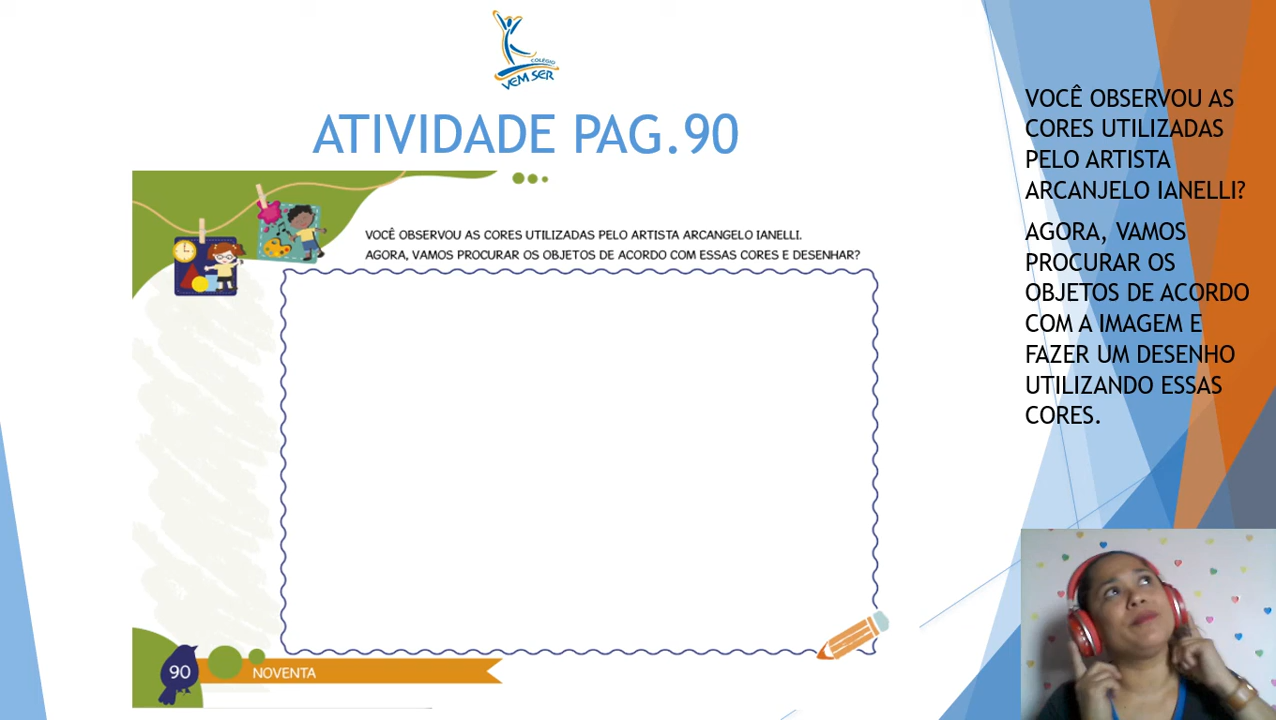 COLÉGIO
VEM SER
ATIVIDADE PAG.90
VOCÊ OBSERVOU AS CORES UTILIZADAS PELO ARTISTA ARCANGELO IANELLI.
AGORA, VAMOS PROCURAR OS OBJETOS DE ACORDO COM ESSAS CORES E DESENHAR?
90
NOVENTA
VOCÊ OBSERVOU AS
CORES UTILIZADAS
PELO ARTISTA
ARCANJELO IANELLI?
AGORA, VAMOS
PROCURAR OS
OBJETOS DE ACORDO
COM A IMAGEM E
FAZER UM DESENHO
UTILIZANDO ESSAS
CORES.